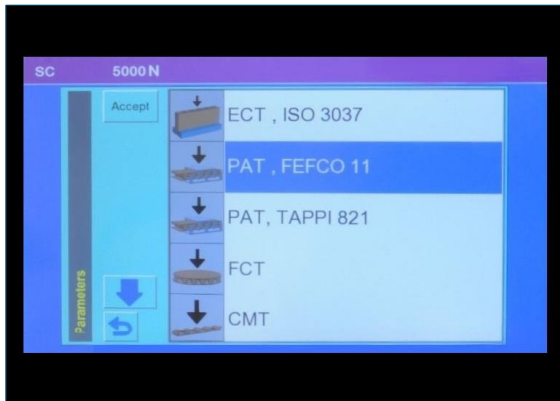 SC 5000 N
Accept
ECT , ISO 3037
PAT , FEFCO 11
PAT, TAPPI 821
FCT
CMT
Parameters